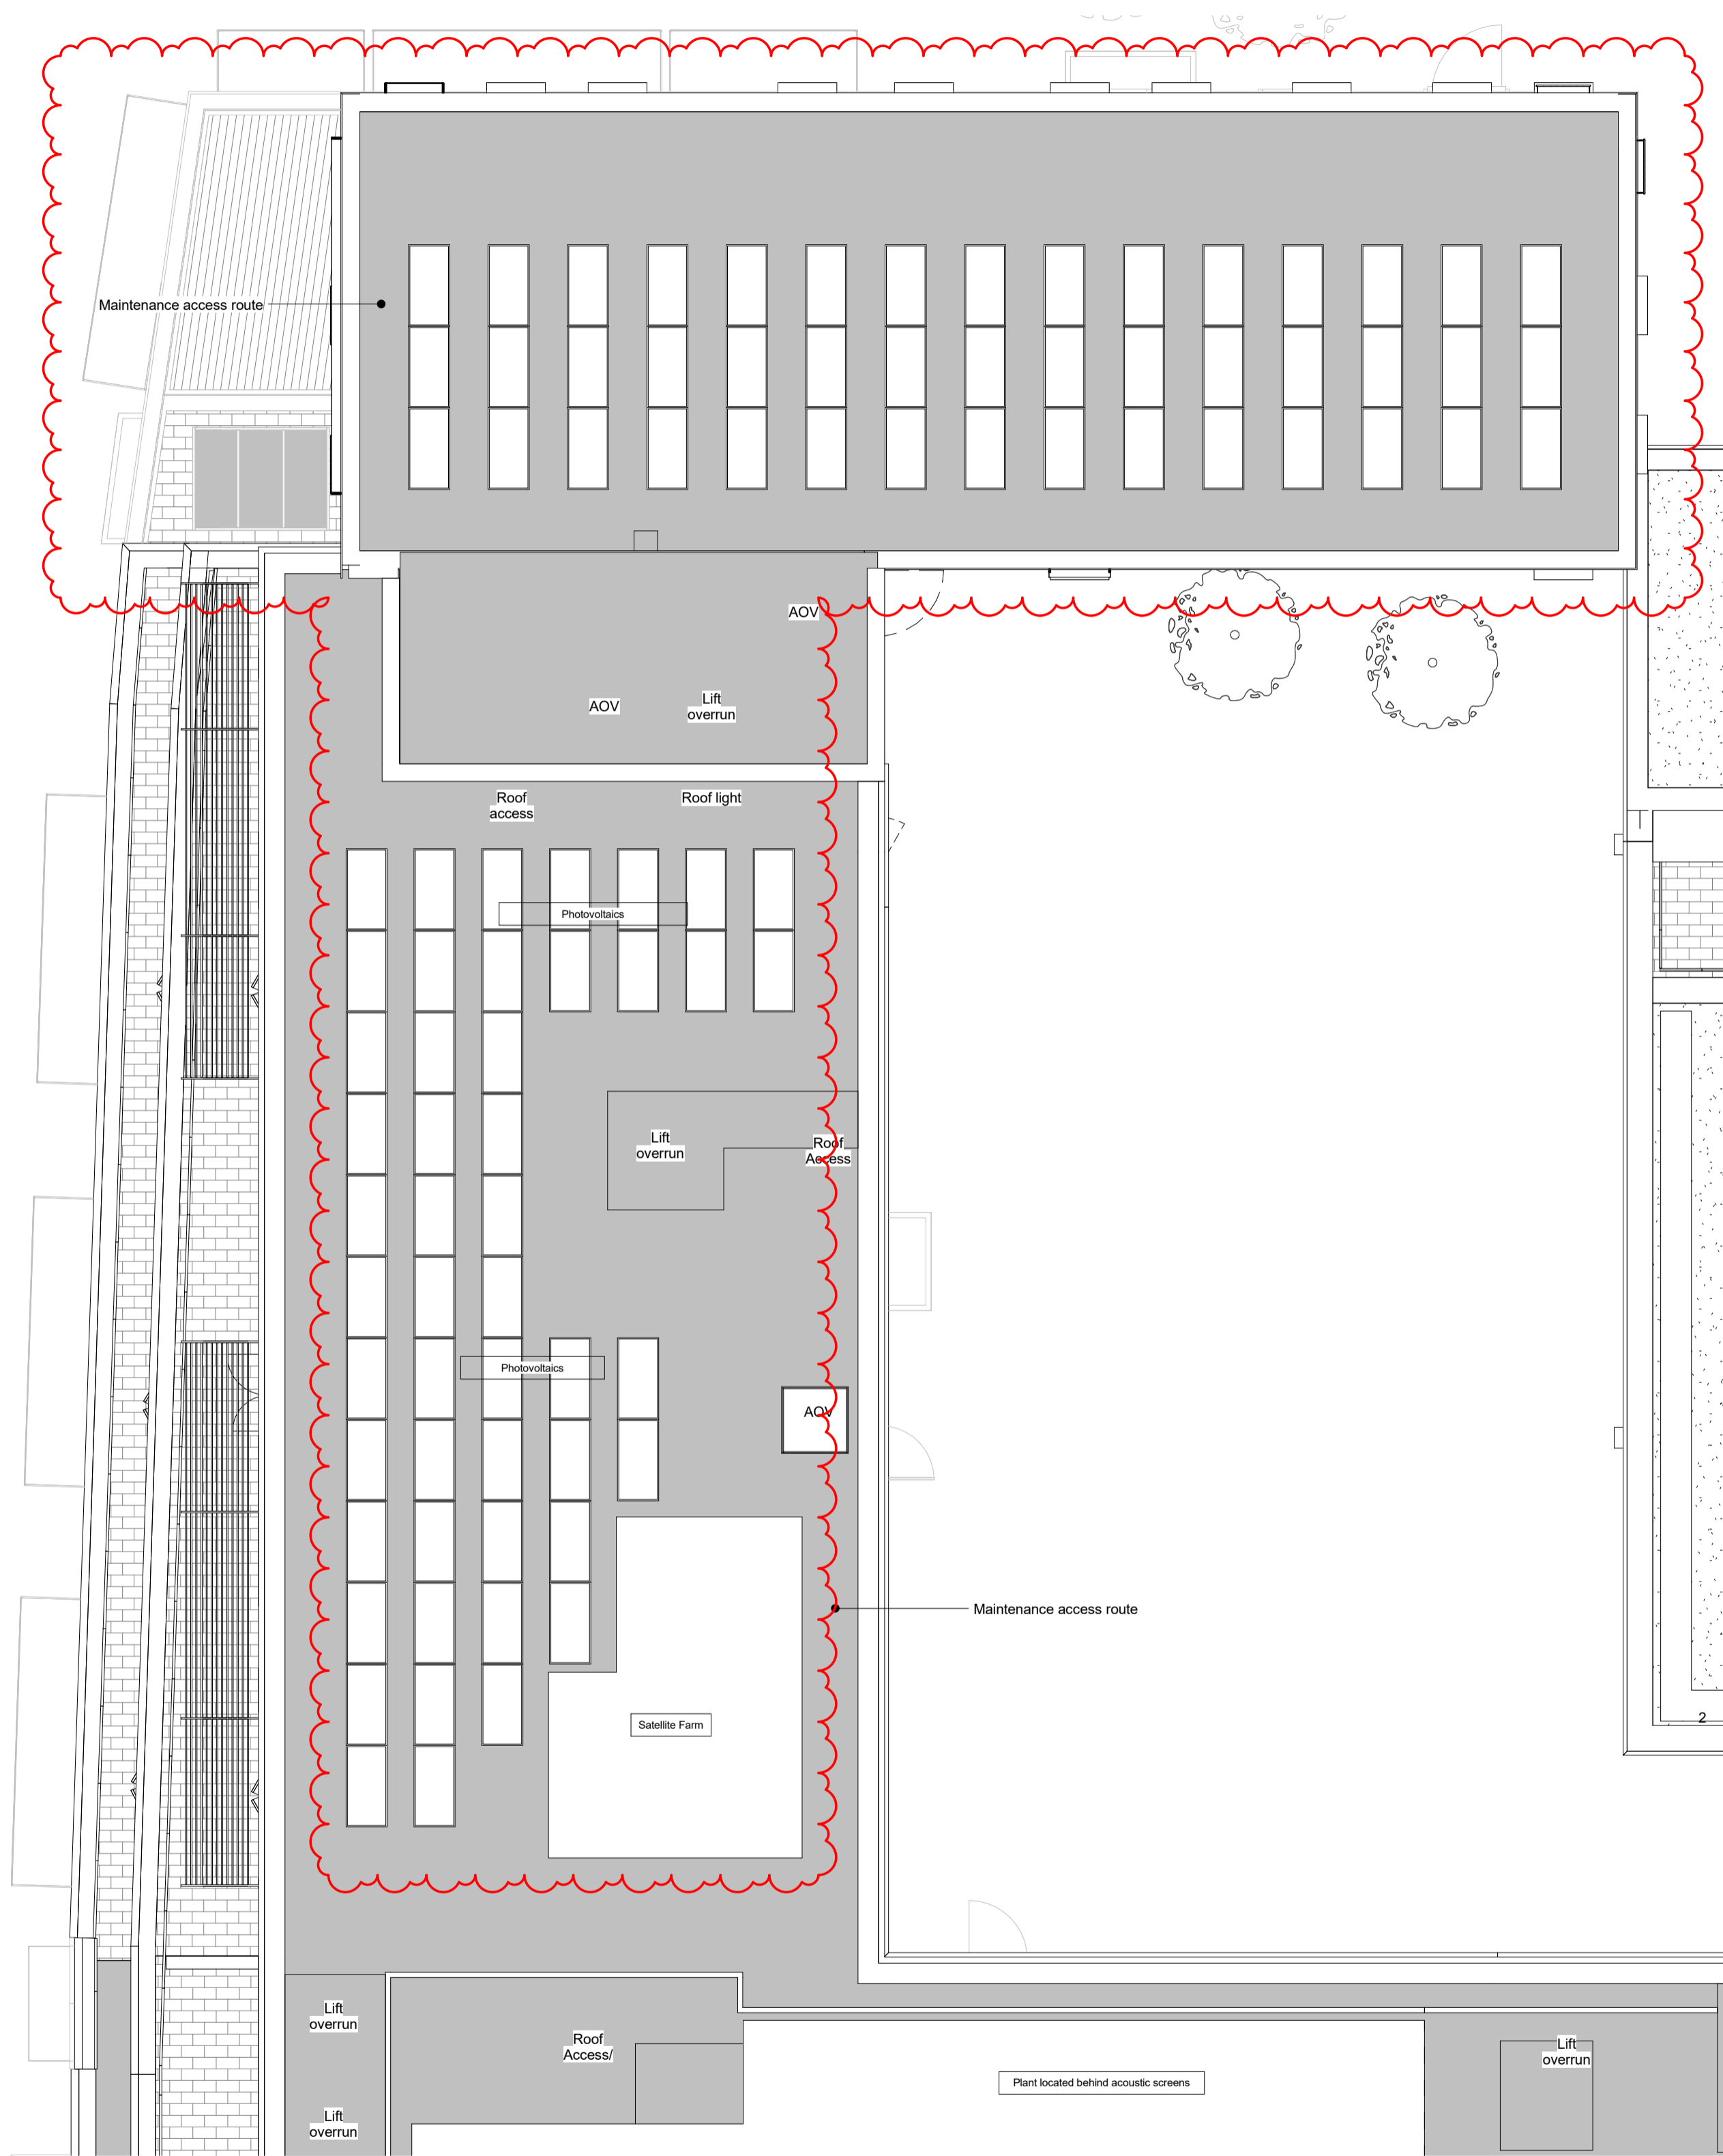 Maintenance access route
AOV
AOV
Lift
overrun
Roof
access
Roof light
Photovoltaics
Lift
overrun
Roof
Access
Photovoltaics
AOV
Maintenance access route
Satellite Farm
2
Lift
overrun
Roof
Access/
Lift
overrun
Plant located behind acoustic screens
Lift
overrun